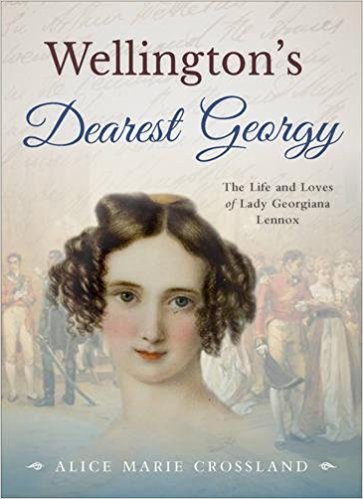 Wellington's
Dearest Georgy
The Life and Loves
of Lady Georgiana
Lennox
ALICE MARIE CROSSLAND